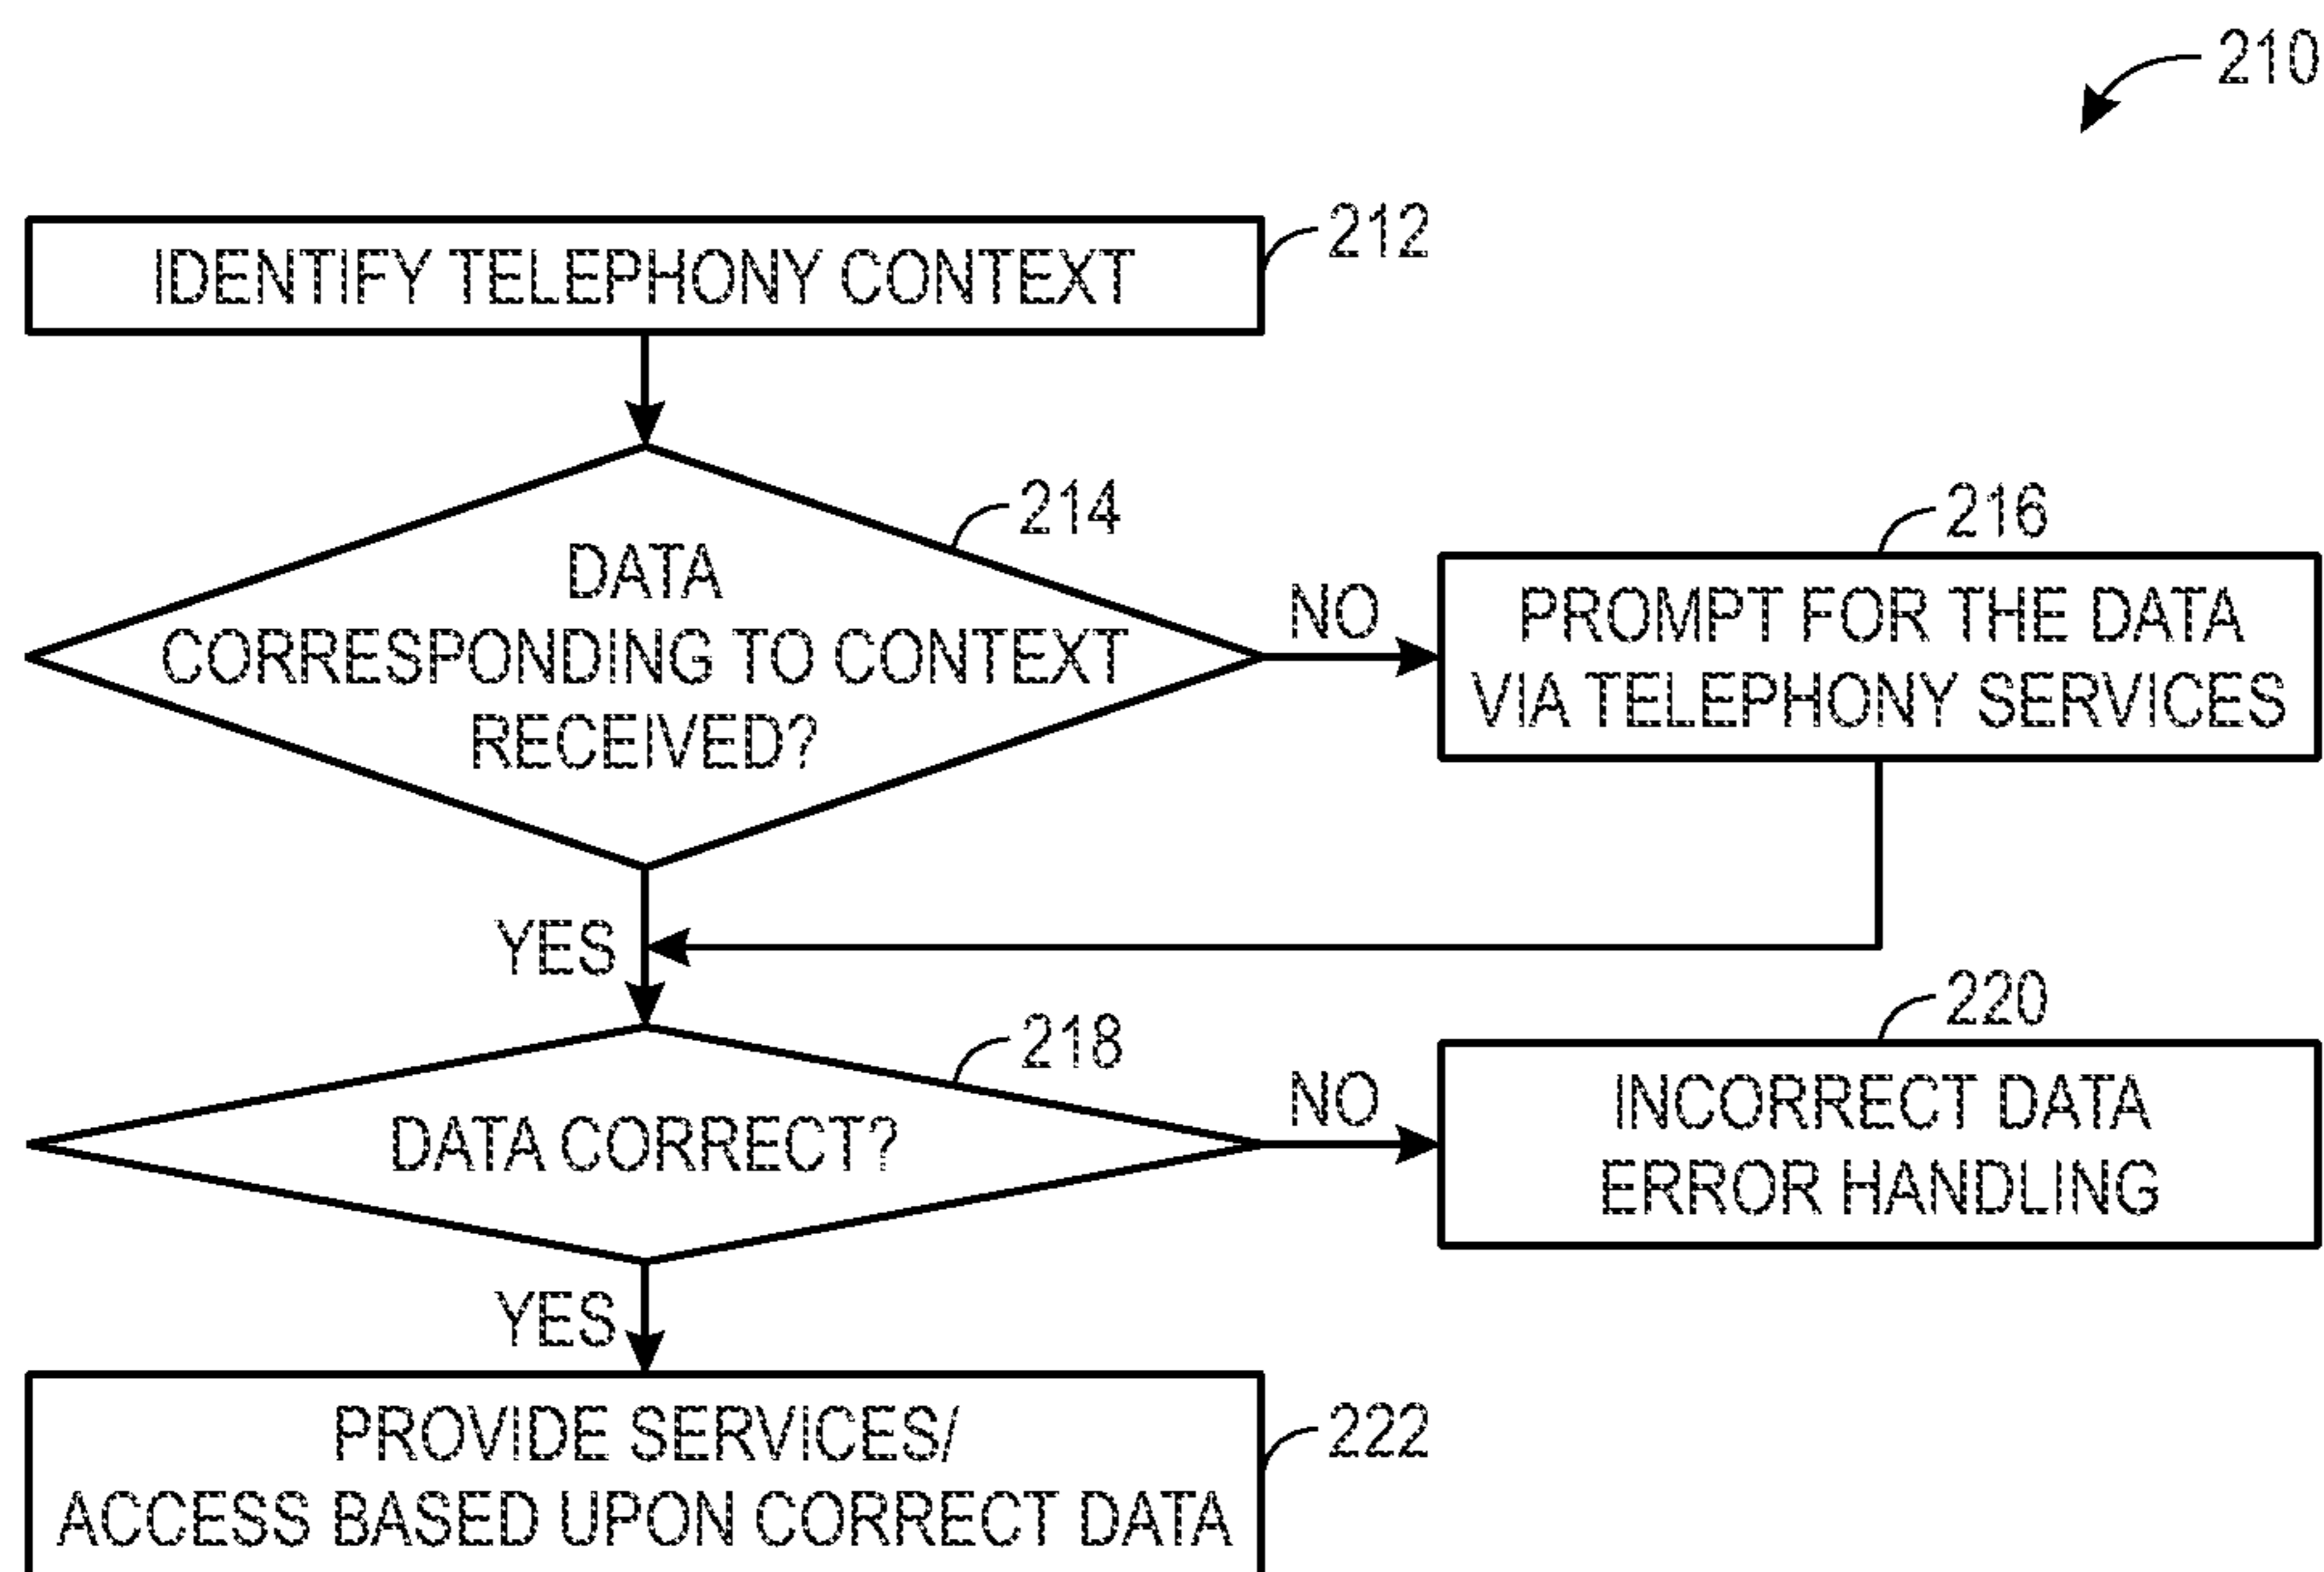 210
IDENTIFY TELEPHONY CONTEXT
212
214
DATA
CORRESPONDING TO CONTEXT
RECEIVED?
NO
216
PROMPT FOR THE DATA
VIA TELEPHONY SERVICES
YES
218
DATA CORRECT?
NO
220
INCORRECT DATA
ERROR HANDLING
YES
PROVIDE SERVICES/
ACCESS BASED UPON CORRECT DATA
222